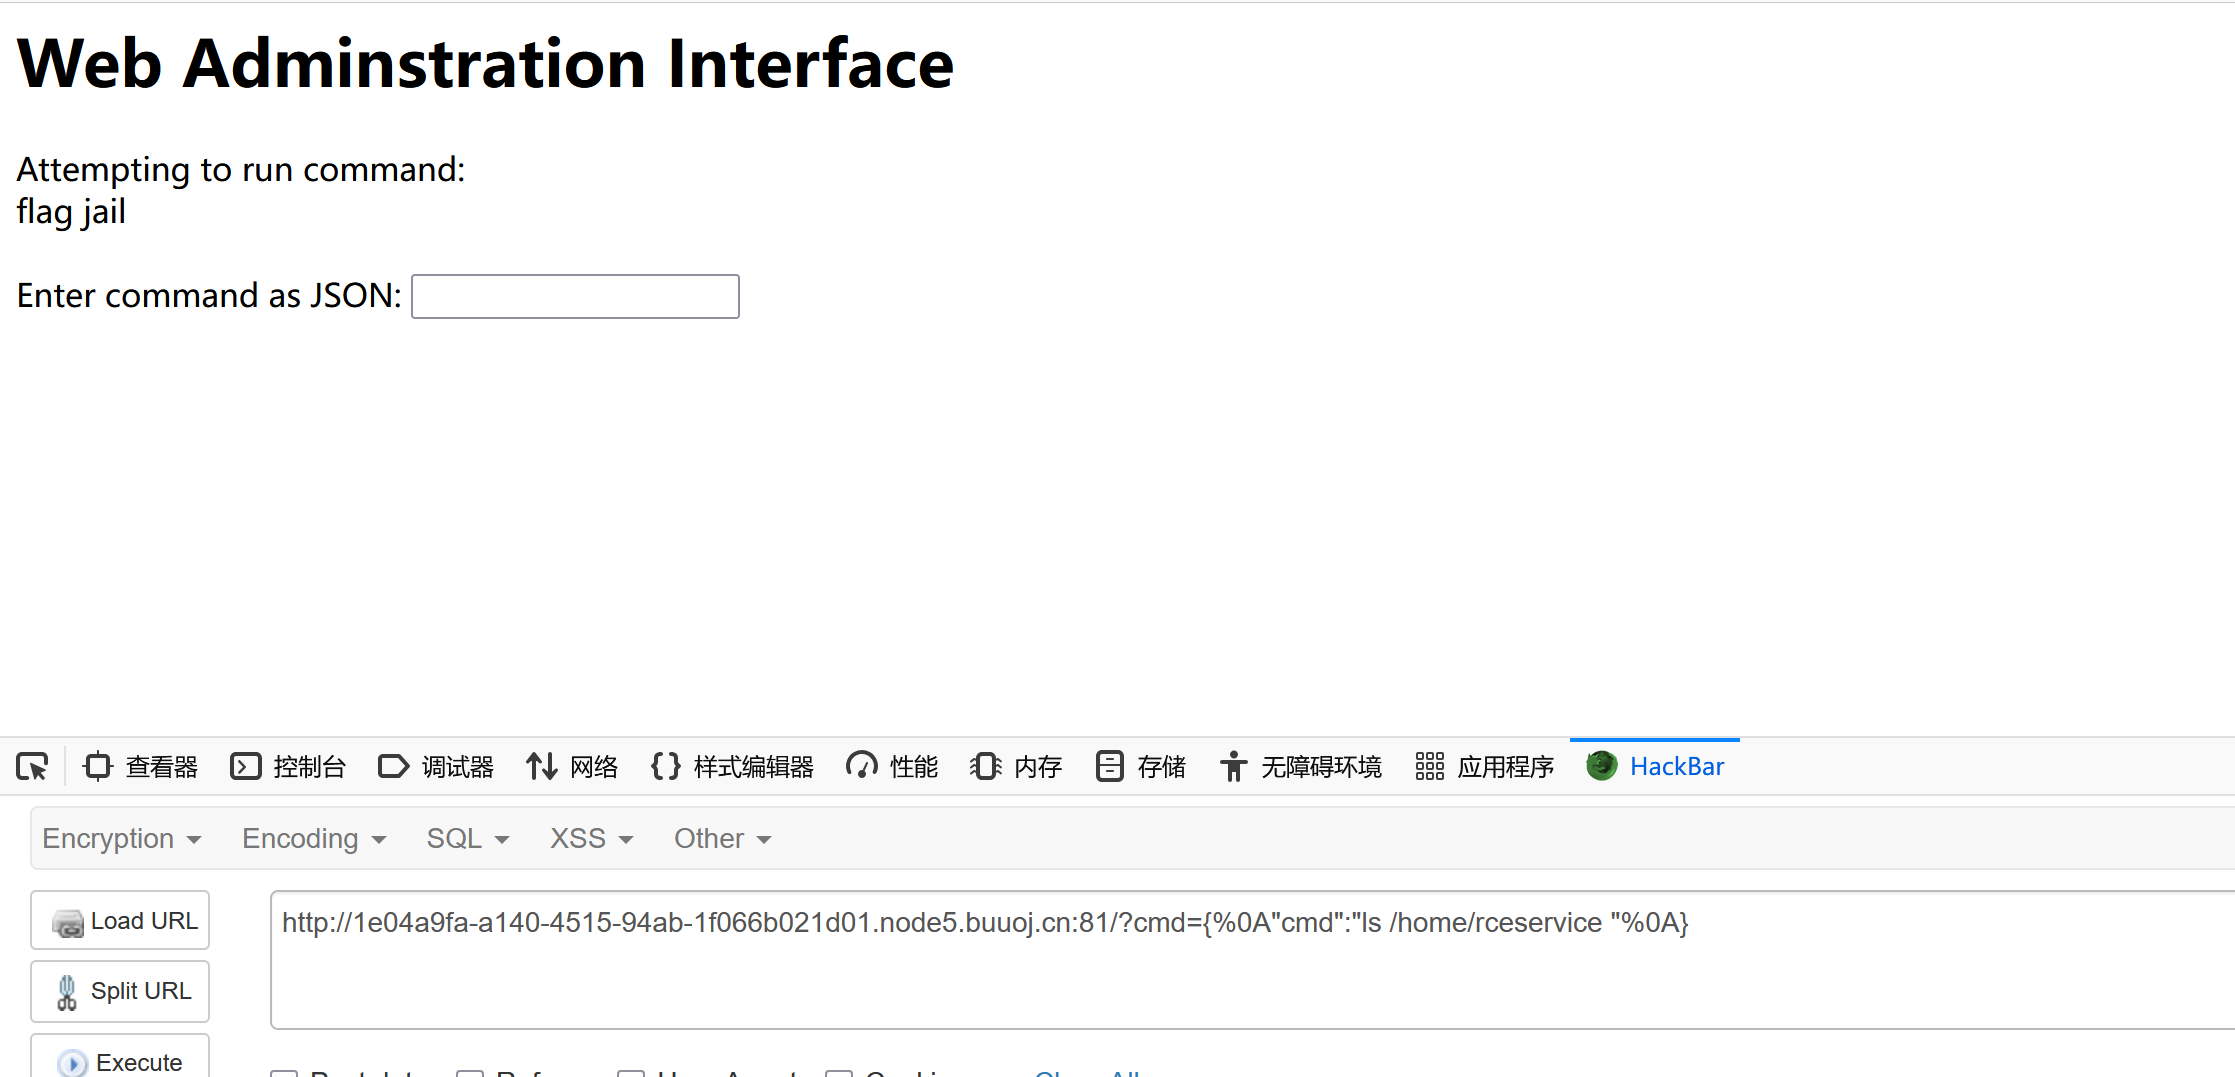 Web Adminstration Interface
Attempting to run command:
flag jail
Enter command as JSON:
查看器 控制台 调试器 网络 样式编辑器 性能 内存 存储 无障碍环境 应用程序 HackBar
Encryption Encoding SQL XSS Other
Load URL
http://1e04a9fa-a140-4515-94ab-1f066b021d01.node5.buuoj.cn:81/?cmd={%0A"cmd":"ls /home/rceservice "%0A}
Split URL
Execute